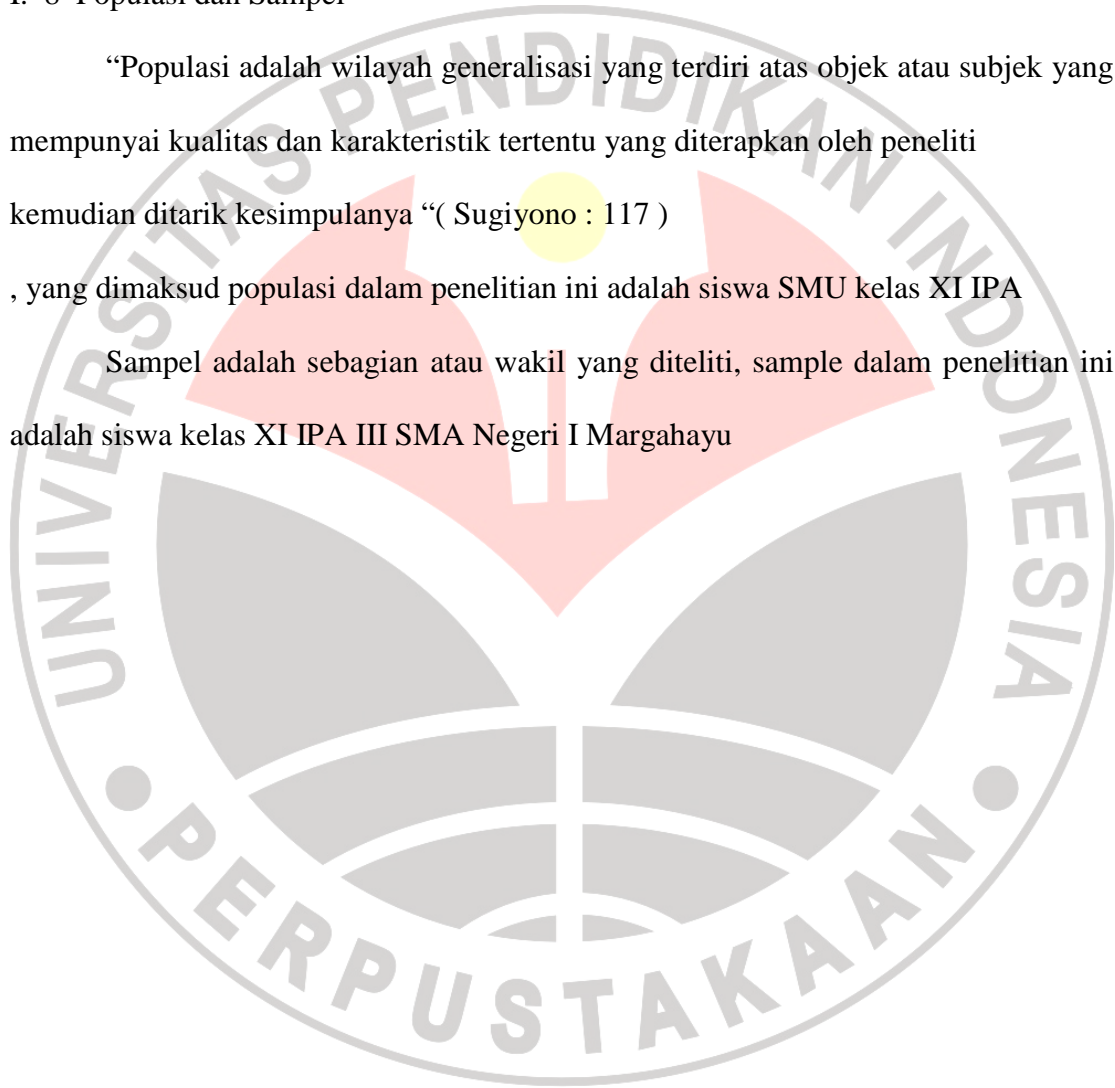 I. 8 Populasi dan Sampel
“Populasi adalah wilayah generalisasi yang terdiri atas objek atau subjek yang
mempunyai kualitas dan karakteristik tertentu yang diterapkan oleh peneliti
kemudian ditarik kesimpulanya “( Sugiyono : 117 )
, yang dimaksud populasi dalam penelitian ini adalah siswa SMU kelas XI IPA
Sampel adalah sebagian atau wakil yang diteliti, sample dalam penelitian ini
adalah siswa kelas XI IPA III SMA Negeri I Margahayu
UNIVERSITAS PENDIDIKAN INDONESIA
PERPUSTAKAAN